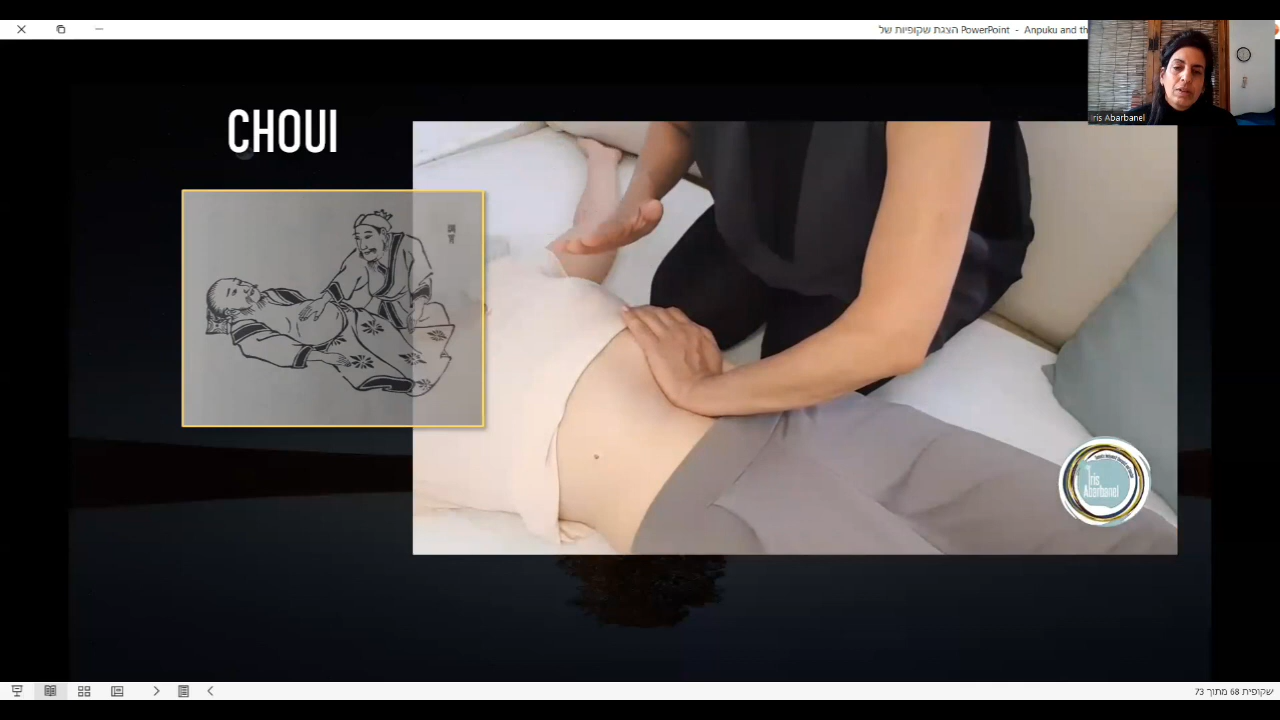 הצגת שקופיות של PowerPoint - Anpuku and th
Iris Abarbanel
CHOUI
Iris
Abarbanel
שקופית 68 מתוך 73